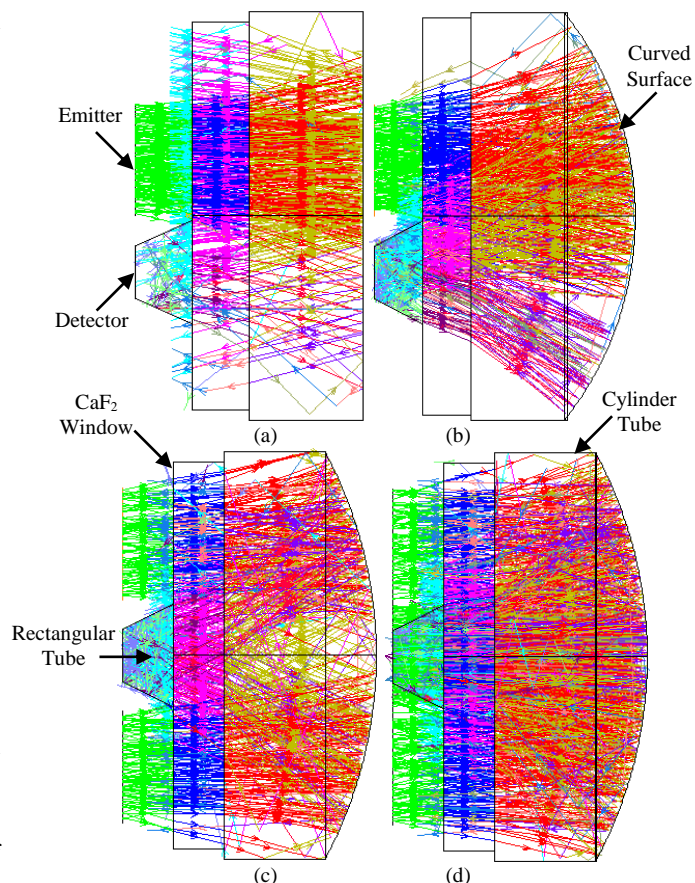 Curved
Surface
Emitter
Detector
(a)
(b)
CaF₂
Window
Cylinder
Tube
Rectangular
Tube
(c)
(d)